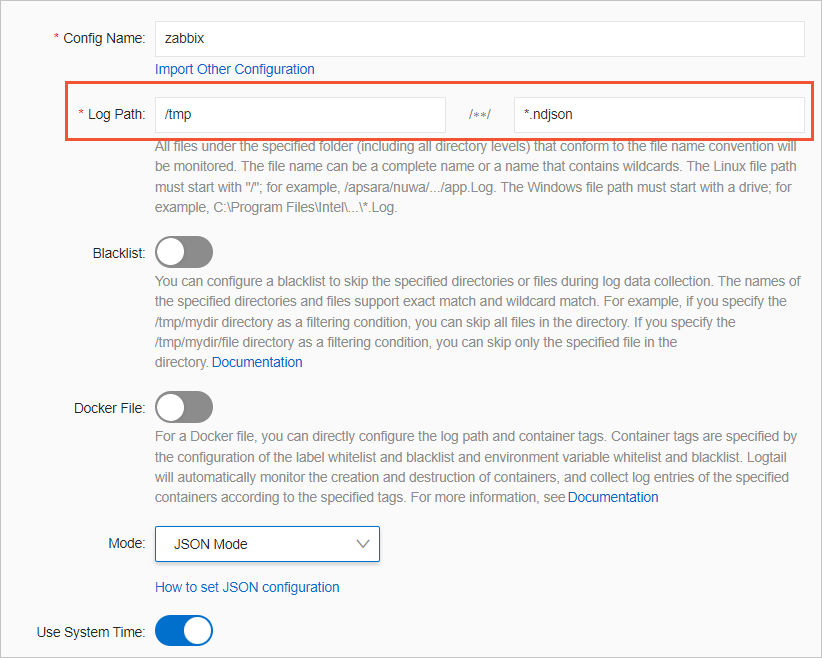 * Config Name: zabbix
Import Other Configuration
* Log Path: /tmp /**/ *.ndjson
All files under the specified folder (including all directory levels) that conform to the file name convention will
be monitored. The file name can be a complete name or a name that contains wildcards. The Linux file path
must start with "/"; for example, /apsara/nuwa/.../app.Log. The Windows file path must start with a drive; for
example, C:\Program Files\Intel\...\*.Log.
Blacklist:
You can configure a blacklist to skip the specified directories or files during log data collection. The names of
the specified directories and files support exact match and wildcard match. For example, if you specify the
/tmp/mydir directory as a filtering condition, you can skip all files in the directory. If you specify the
/tmp/mydir/file directory as a filtering condition, you can skip only the specified file in the
directory. Documentation
Docker File:
For a Docker file, you can directly configure the log path and container tags. Container tags are specified by
the configuration of the label whitelist and blacklist and environment variable whitelist and blacklist. Logtail
will automatically monitor the creation and destruction of containers, and collect log entries of the specified
containers according to the specified tags. For more information, see Documentation
Mode: JSON Mode
How to set JSON configuration
Use System Time: